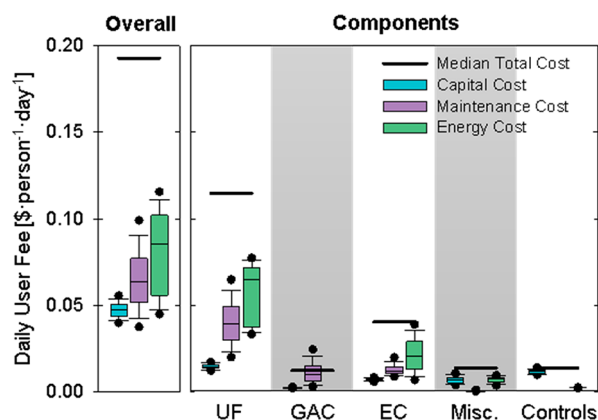 Overall
Components
0.20
0.15
0.10
0.05
0.00
Daily User Fee [$·person⁻¹·day⁻¹]
Median Total Cost
Capital Cost
Maintenance Cost
Energy Cost
UF
GAC
EC
Misc.
Controls